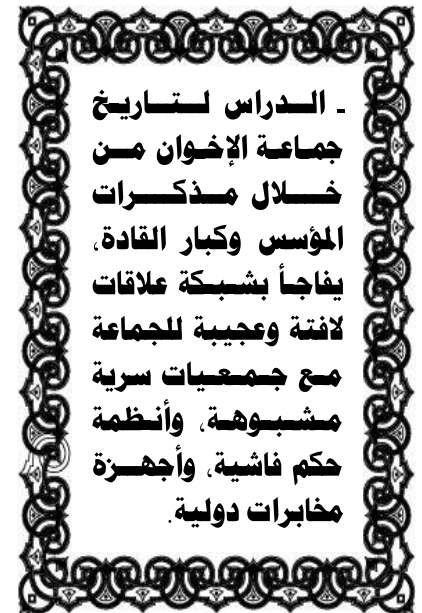 - الدارس لتاريخ
جماعة الإخوان من
خلال مذكرات
المؤسس وكبار القادة،
يفاجأ بشبكة علاقات
لافتة وعجيبة للجماعة
مع جمعيات سرية
مشبوهة، وأنظمة
حكم فاشية، وأجهزة
مخابرات دولية.